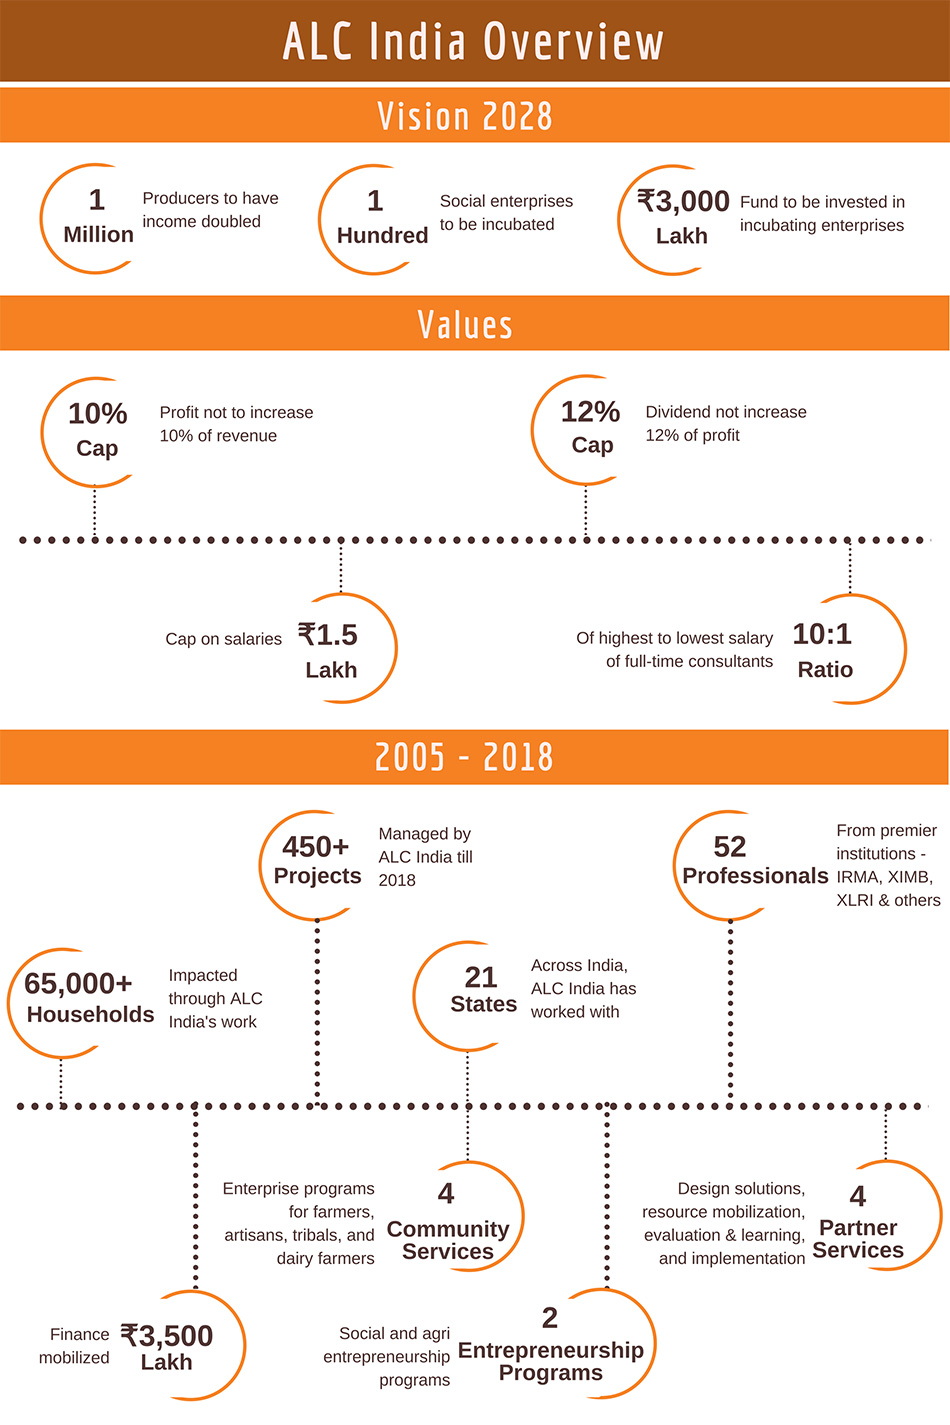 ALC India Overview
Vision 2028
1
Million
Producers to have
income doubled
1
Hundred
Social enterprises
to be incubated
₹3,000
Lakh
Fund to be invested in
incubating enterprises
Values
10%
Cap
Profit not to increase
10% of revenue
12%
Cap
Dividend not increase
12% of profit
Cap on salaries
₹1.5
Lakh
Of highest to lowest salary
of full-time consultants
10:1
Ratio
2005 - 2018
450+
Projects
Managed by
ALC India till
2018
52
Professionals
From premier
institutions -
IRMA, XIMB,
XLRI & others
65,000+
Households
Impacted
through ALC
India's work
21
States
Across India,
ALC India has
worked with
Enterprise programs
for farmers,
artisans, tribals, and
dairy farmers
4
Community
Services
Design solutions,
resource mobilization,
evaluation & learning,
and implementation
4
Partner
Services
Finance
mobilized
₹3,500
Lakh
Social and agri
entrepreneurship
programs
2
Entrepreneurship
Programs